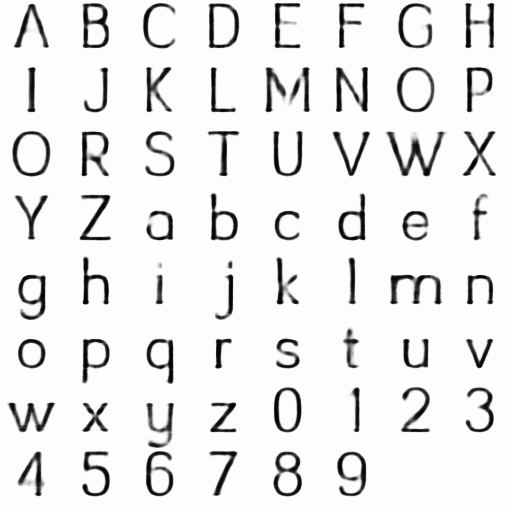 A B C D E F G H
I J K L M N O P
O R S T U V W X
Y Z a b c d e f
g h i j k l m n
o p q r s t u v
w x y z 0 1 2 3
4 5 6 7 8 9